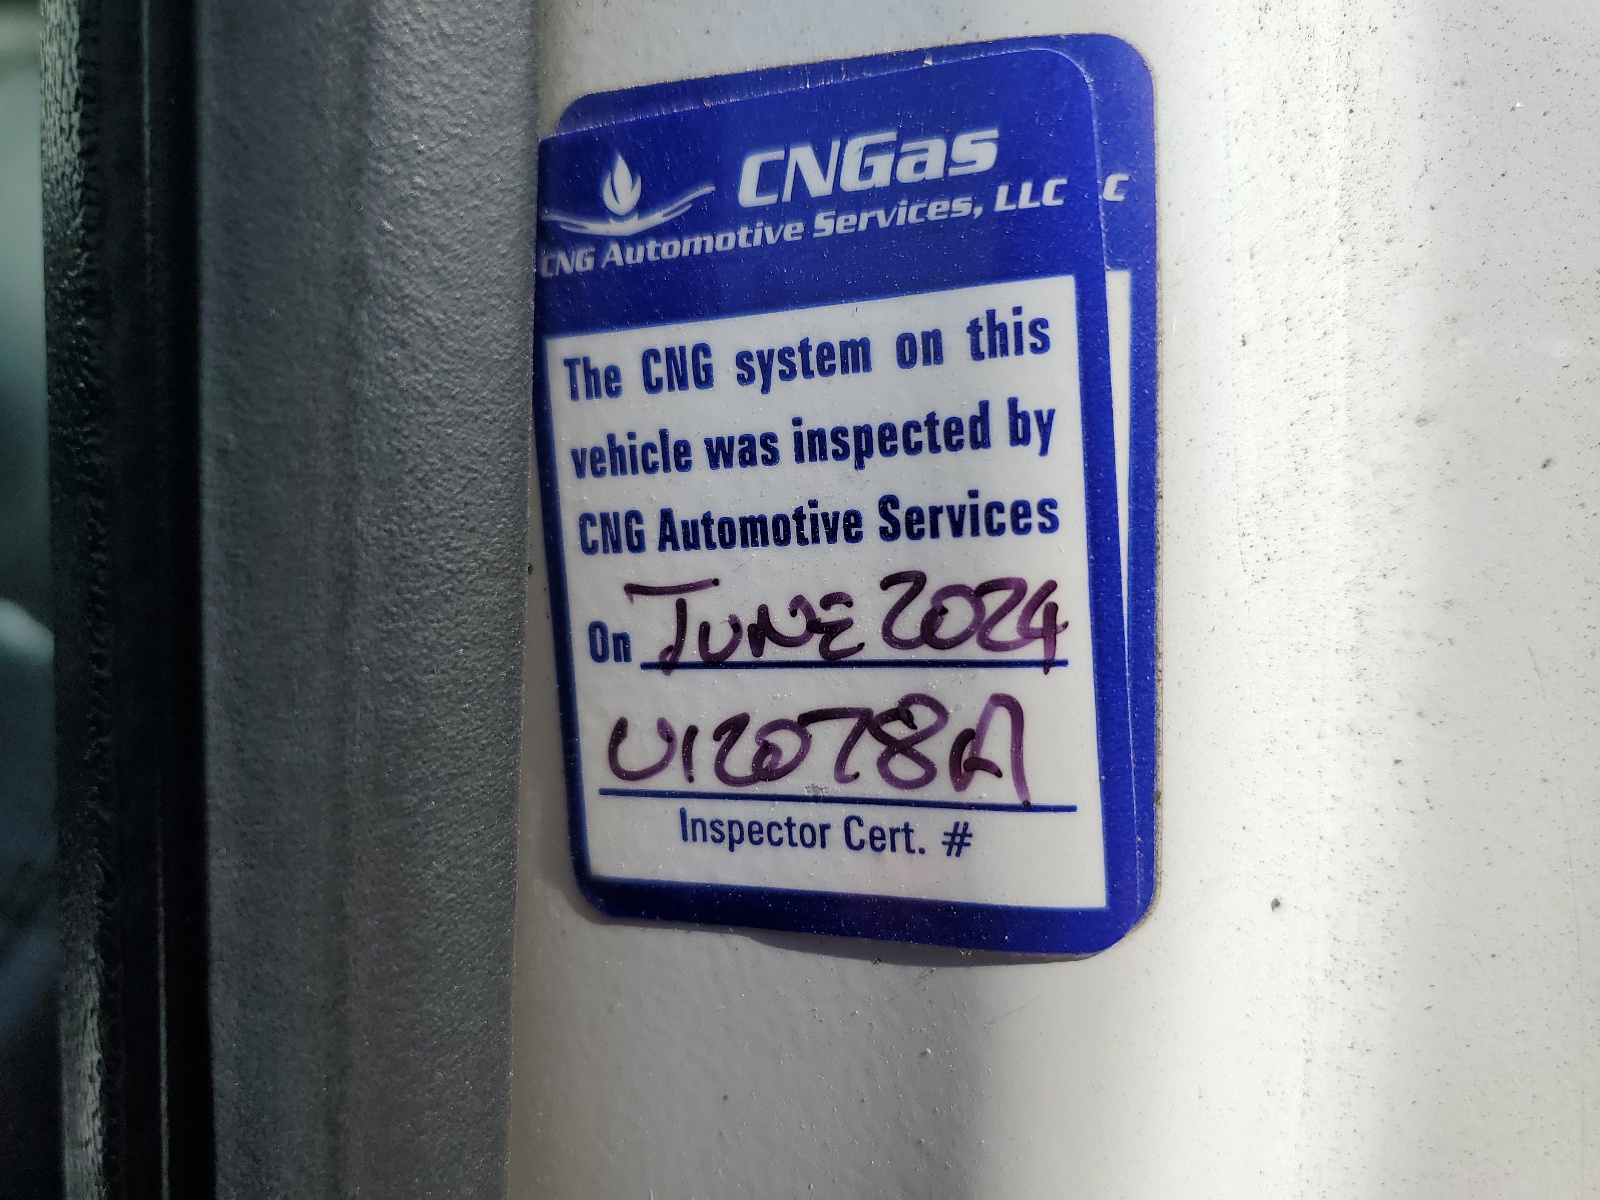 CNGas
CNG Automotive Services, LLC
C
The CNG system on this
vehicle was inspected by
CNG Automotive Services
On JUNE 2024
U12078A
Inspector Cert. #